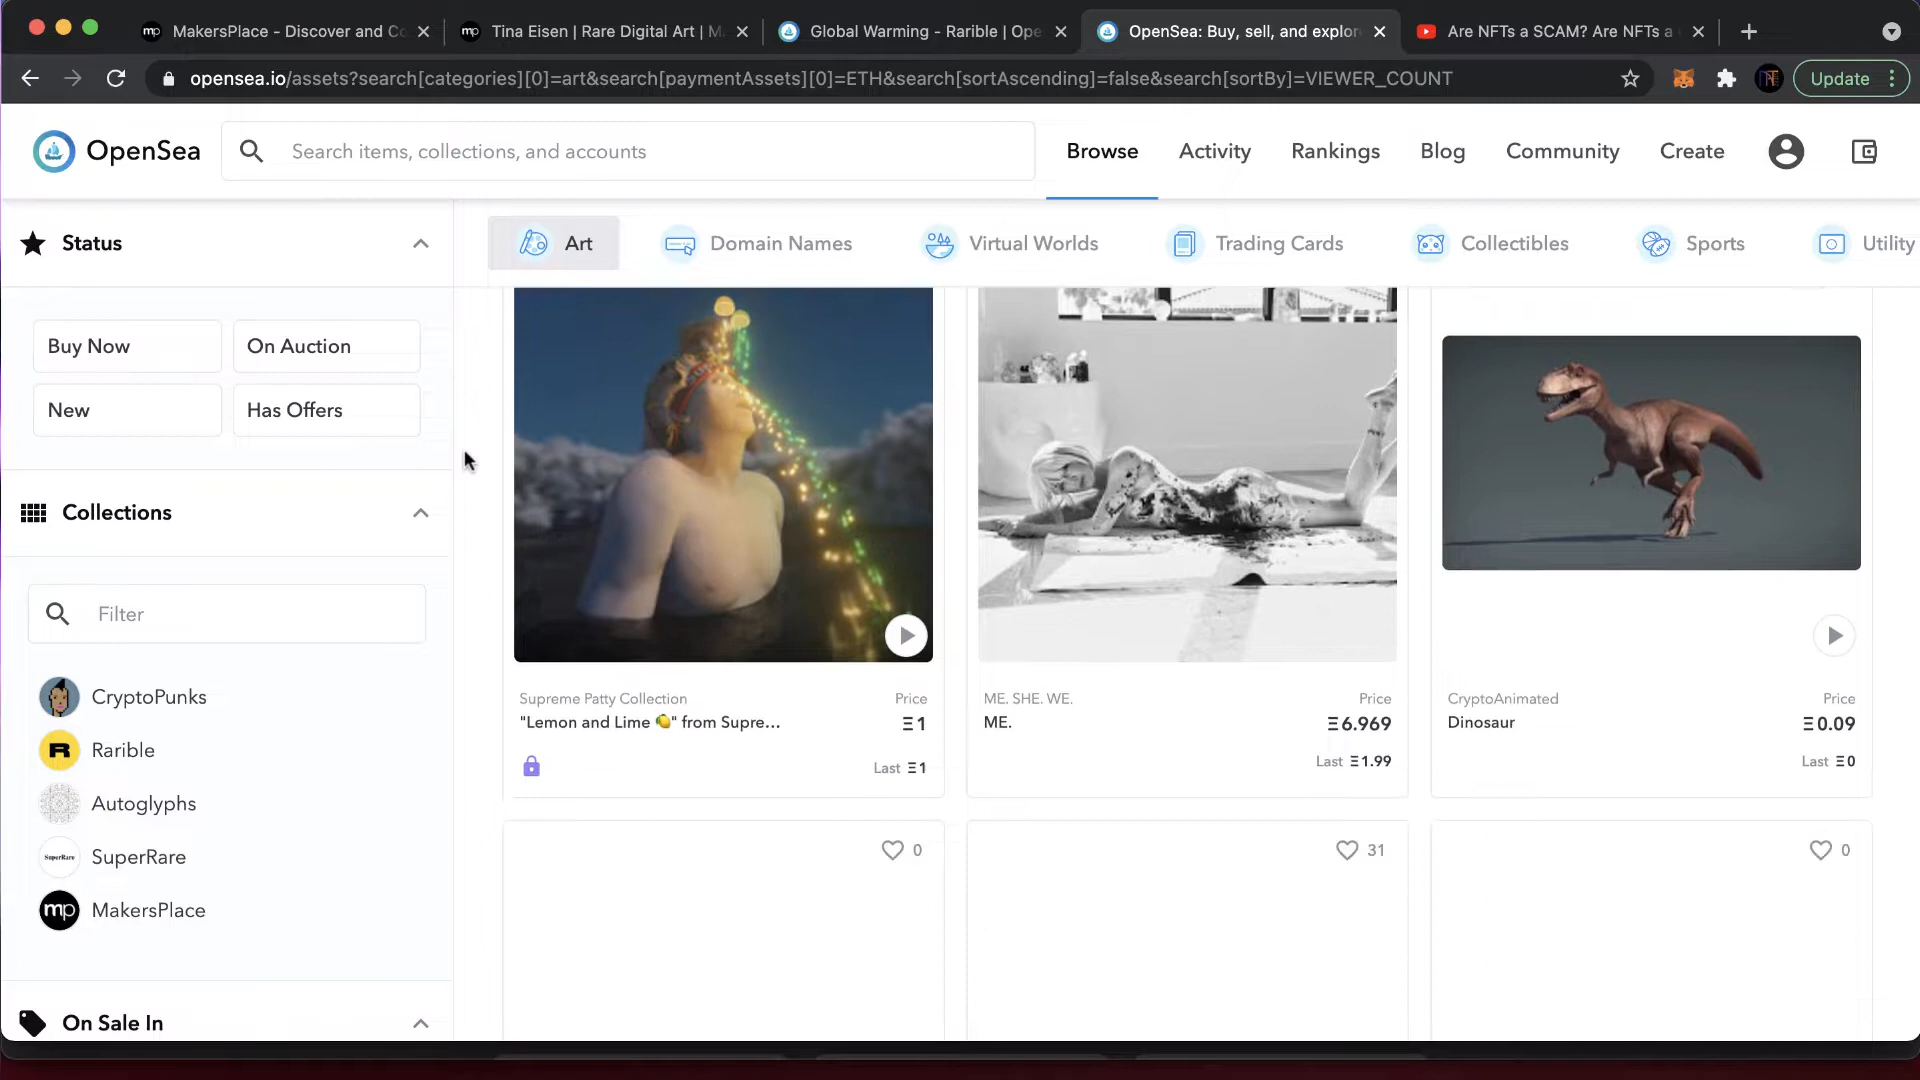 MakersPlace - Discover and Co
Tina Eisen | Rare Digital Art | M
Global Warming - Rarible | Ope
OpenSea: Buy, sell, and explor
Are NFTs a SCAM? Are NFTs a
opensea.io/assets?search[categories][0]=art&search[paymentAssets][0]=ETH&search[sortAscending]=false&search[sortBy]=VIEWER_COUNT
Update
OpenSea
Search items, collections, and accounts
Browse
Activity
Rankings
Blog
Community
Create
Status
Art
Domain Names
Virtual Worlds
Trading Cards
Collectibles
Sports
Utility
Buy Now
On Auction
New
Has Offers
Collections
Filter
CryptoPunks
R Rarible
Autoglyphs
SuperRare SuperRare
mp MakersPlace
On Sale In
Supreme Patty Collection
Price
"Lemon and Lime 🍋" from Supre...
Ξ1
Last Ξ1
ME. SHE. WE.
Price
ME.
Ξ6.969
Last Ξ1.99
CryptoAnimated
Price
Dinosaur
Ξ0.09
Last Ξ0
0
31
0